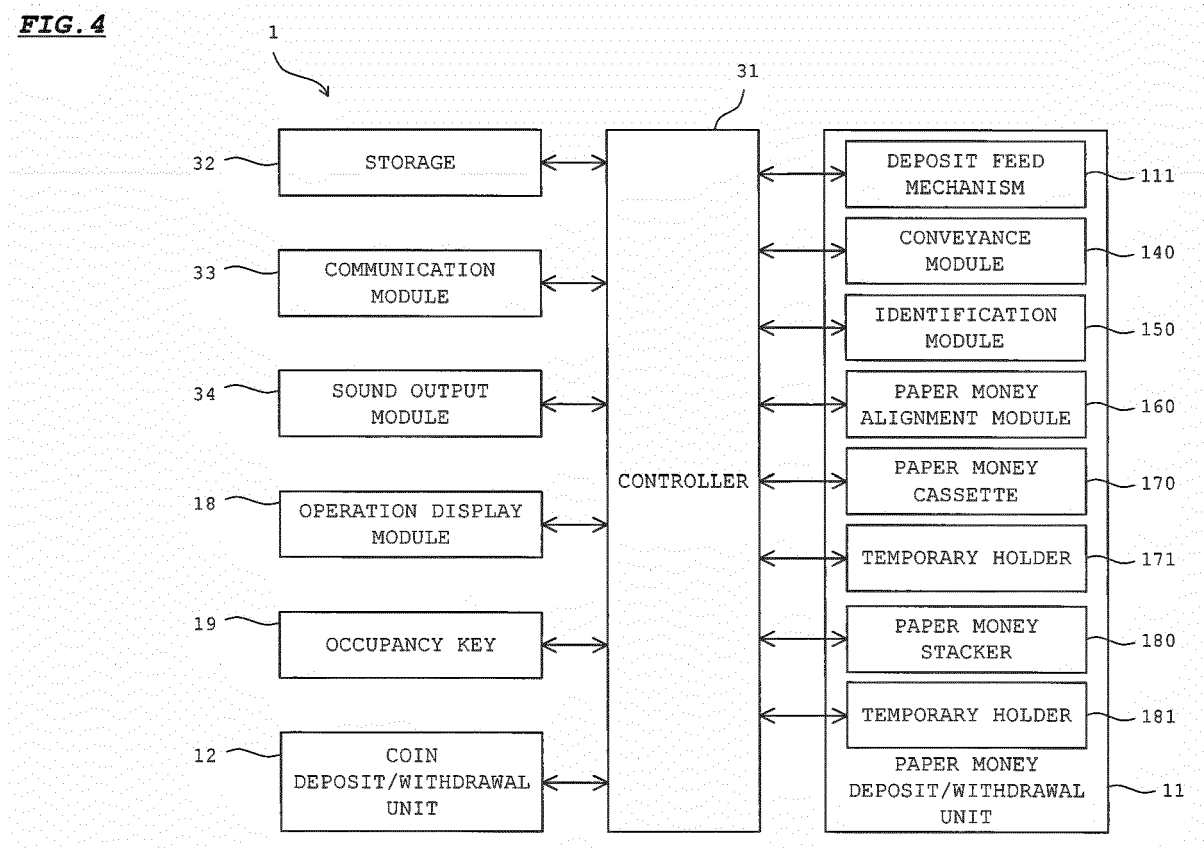 FIG. 4
1
31
32
STORAGE
33
COMMUNICATION
MODULE
34
SOUND OUTPUT
MODULE
18
OPERATION DISPLAY
MODULE
19
OCCUPANCY KEY
12
COIN
DEPOSIT/WITHDRAWAL
UNIT
CONTROLLER
DEPOSIT FEED
MECHANISM
111
CONVEYANCE
MODULE
140
IDENTIFICATION
MODULE
150
PAPER MONEY
ALIGNMENT MODULE
160
PAPER MONEY
CASSETTE
170
TEMPORARY HOLDER
171
PAPER MONEY
STACKER
180
TEMPORARY HOLDER
181
PAPER MONEY
DEPOSIT/WITHDRAWAL
UNIT
11